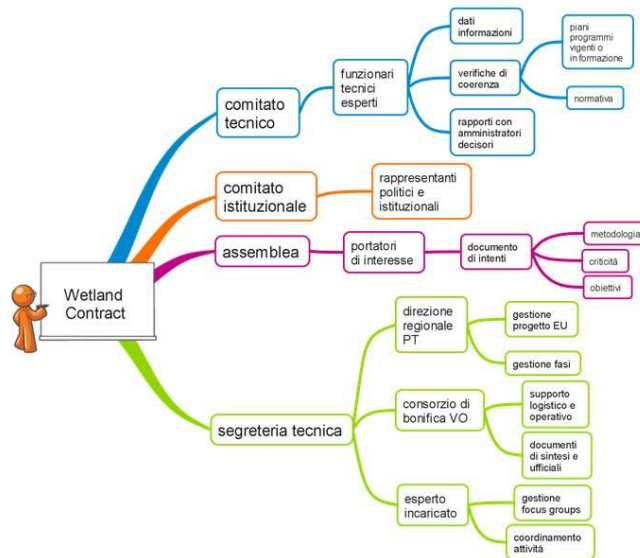 Wetland
Contract
comitato
tecnico
funzionari
tecnici
esperti
dati
informazioni
verifiche di
coerenza
piani
programmi
vigenti o
in formazione
normativa
rapporti con
amministratori
decisori
comitato
istituzionale
rappresentanti
politici e
istituzionali
assemblea
portatori
di interesse
documento
di intenti
metodologia
criticità
obiettivi
segreteria tecnica
direzione
regionale
PT
gestione
progetto EU
gestione fasi
consorzio di
bonifica VO
supporto
logistico e
operativo
documenti
di sintesi e
ufficiali
esperto
incaricato
gestione
focus groups
coordinamento
attività